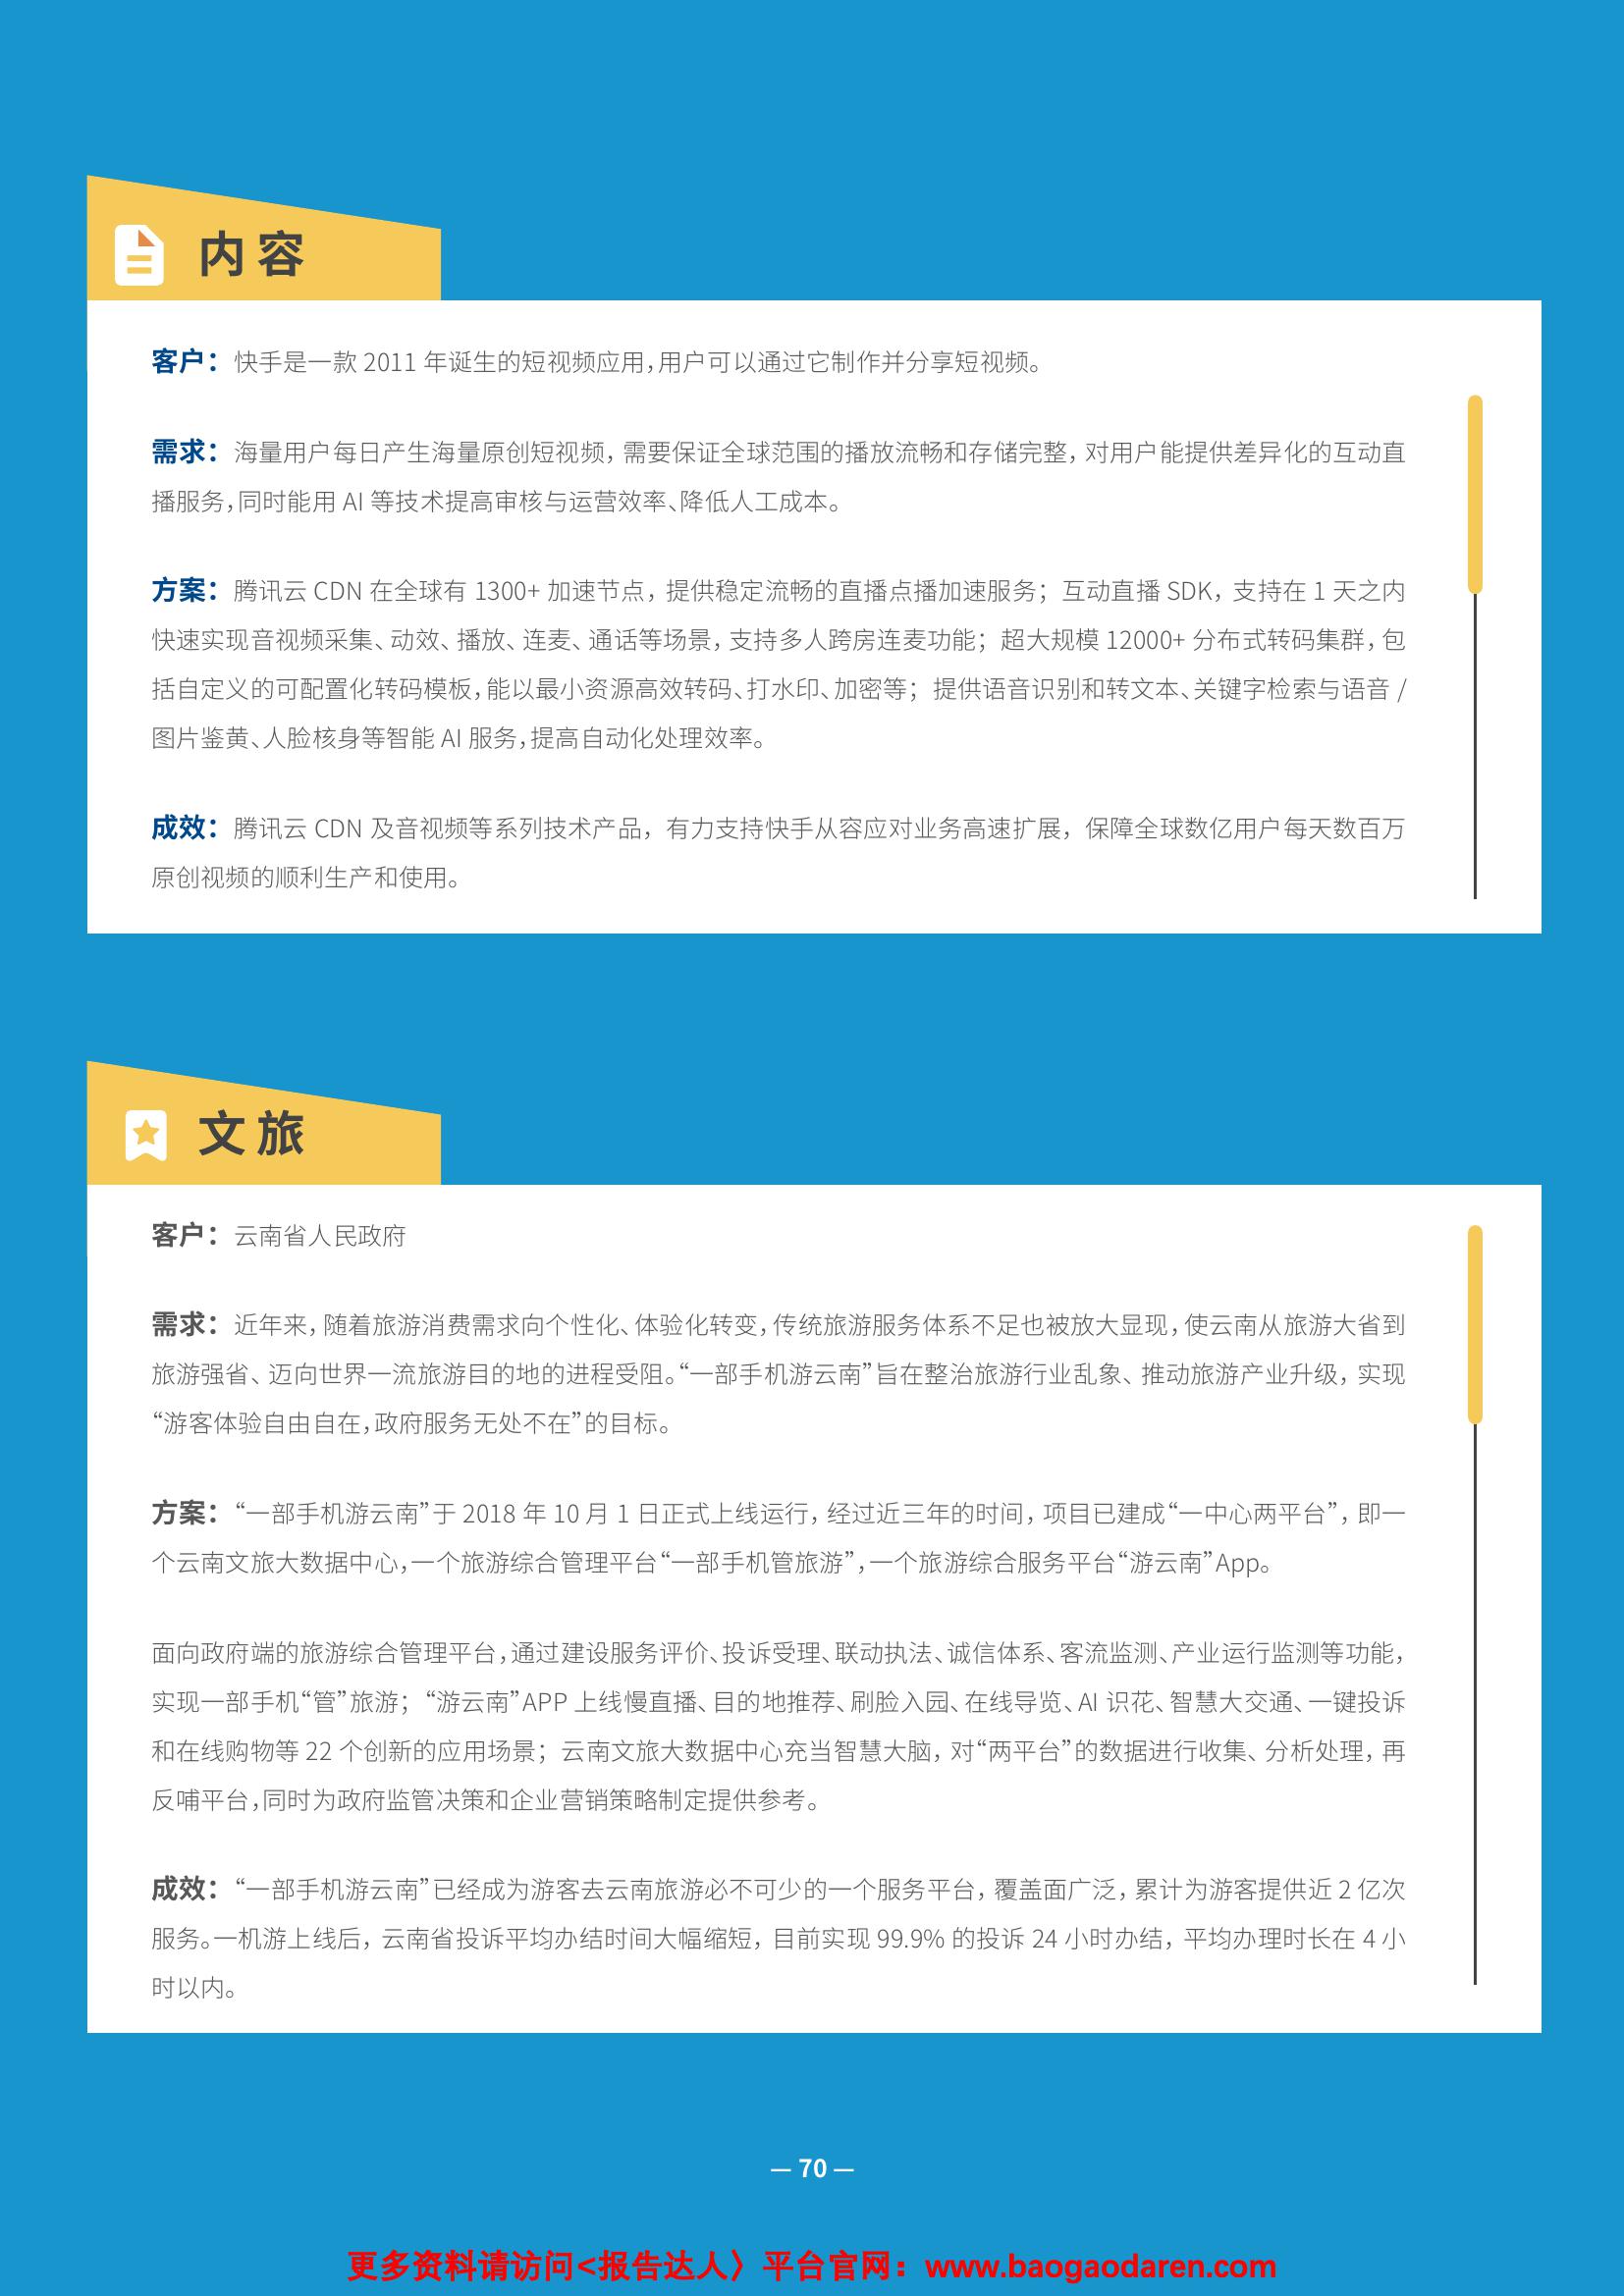 内容
客户：快手是一款 2011 年诞生的短视频应用，用户可以通过它制作并分享短视频。
需求：海量用户每日产生海量原创短视频，需要保证全球范围的播放流畅和存储完整，对用户能提供差异化的互动直
播服务，同时能用 AI 等技术提高审核与运营效率、降低人工成本。
方案：腾讯云 CDN 在全球有 1300+ 加速节点，提供稳定流畅的直播点播加速服务；互动直播 SDK，支持在 1 天之内
快速实现音视频采集、动效、播放、连麦、通话等场景，支持多人跨房连麦功能；超大规模 12000+ 分布式转码集群，包
括自定义的可配置化转码模板，能以最小资源高效转码、打水印、加密等；提供语音识别和转文本、关键字检索与语音 /
图片鉴黄、人脸核身等智能 AI 服务，提高自动化处理效率。
成效：腾讯云 CDN 及音视频等系列技术产品，有力支持快手从容应对业务高速扩展，保障全球数亿用户每天数百万
原创视频的顺利生产和使用。
文旅
客户：云南省人民政府
需求：近年来，随着旅游消费需求向个性化、体验化转变，传统旅游服务体系不足也被放大显现，使云南从旅游大省到
旅游强省、迈向世界一流旅游目的地的进程受阻。“一部手机游云南”旨在整治旅游行业乱象、推动旅游产业升级，实现
“游客体验自由自在，政府服务无处不在”的目标。
方案：“一部手机游云南”于 2018 年 10 月 1 日正式上线运行，经过近三年的时间，项目已建成“一中心两平台”，即一
个云南文旅大数据中心，一个旅游综合管理平台“一部手机管旅游”，一个旅游综合服务平台“游云南”App。
面向政府端的旅游综合管理平台，通过建设服务评价、投诉受理、联动执法、诚信体系、客流监测、产业运行监测等功能，
实现一部手机“管”旅游；“游云南”APP 上线慢直播、目的地推荐、刷脸入园、在线导览、AI 识花、智慧大交通、一键投诉
和在线购物等 22 个创新的应用场景；云南文旅大数据中心充当智慧大脑，对“两平台”的数据进行收集、分析处理，再
反哺平台，同时为政府监管决策和企业营销策略制定提供参考。
成效：“一部手机游云南”已经成为游客去云南旅游必不可少的一个服务平台，覆盖面广泛，累计为游客提供近 2 亿次
服务。一机游上线后，云南省投诉平均办结时间大幅缩短，目前实现 99.9% 的投诉 24 小时办结，平均办理时长在 4 小
时以内。
— 70 —
更多资料请访问<报告达人〉平台官网：www.baogaodaren.com